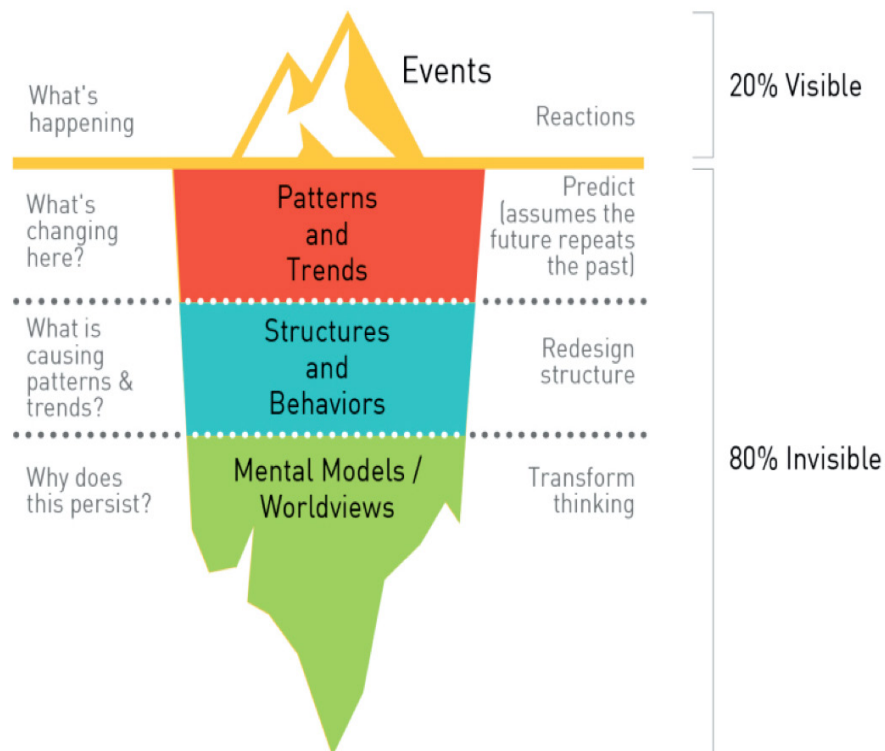 Events
20% Visible
What's
happening
Reactions
What's
changing
here?
Patterns
and
Trends
Predict
(assumes the
future repeats
the past)
What is
causing
patterns &
trends?
Structures
and
Behaviors
Redesign
structure
80% Invisible
Why does
this persist?
Mental Models /
Worldviews
Transform
thinking